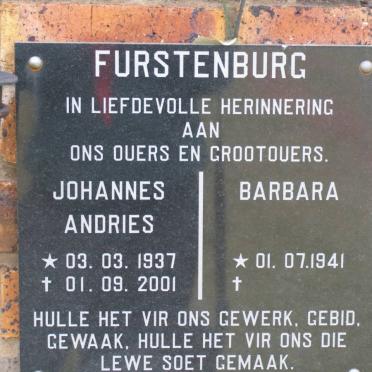 FURSTENBURG
IN LIEFDEVOLLE HERINNERING
AAN
ONS OUERS EN GROOTOUERS.
JOHANNES ANDRIES
★ 03. 03. 1937
✝ 01. 09. 2001
BARBARA
★ 01. 07.1941
✝
HULLE HET VIR ONS GEWERK, GEBID,
GEWAAK, HULLE HET VIR ONS DIE
LEWE SOET GEMAAK.